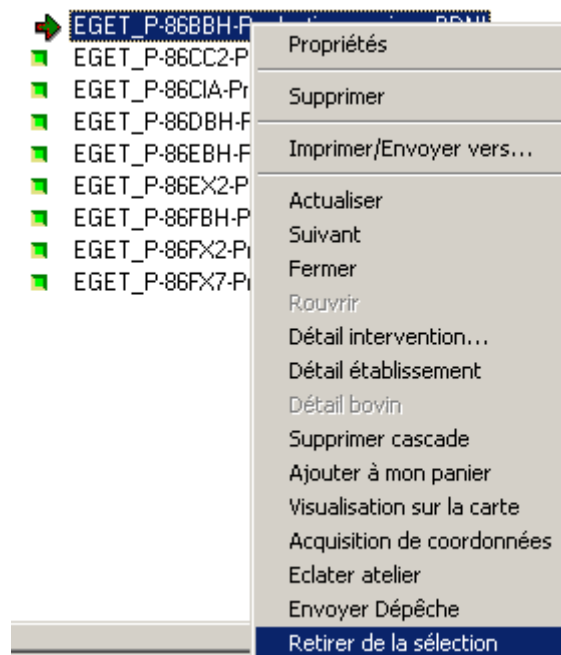 EGET_P-86BBH-P
EGET_P-86CC2-P
EGET_P-86CIA-Pr
EGET_P-86DBH-F
EGET_P-86EBH-F
EGET_P-86EX2-P
EGET_P-86FBH-P
EGET_P-86FX2-Pr
EGET_P-86FX7-Pr
Propriétés
Supprimer
Imprimer/Envoyer vers...
Actualiser
Suivant
Fermer
Rouvrir
Détail intervention...
Détail établissement
Détail bovin
Supprimer cascade
Ajouter à mon panier
Visualisation sur la carte
Acquisition de coordonnées
Eclater atelier
Envoyer Dépêche
Retirer de la sélection